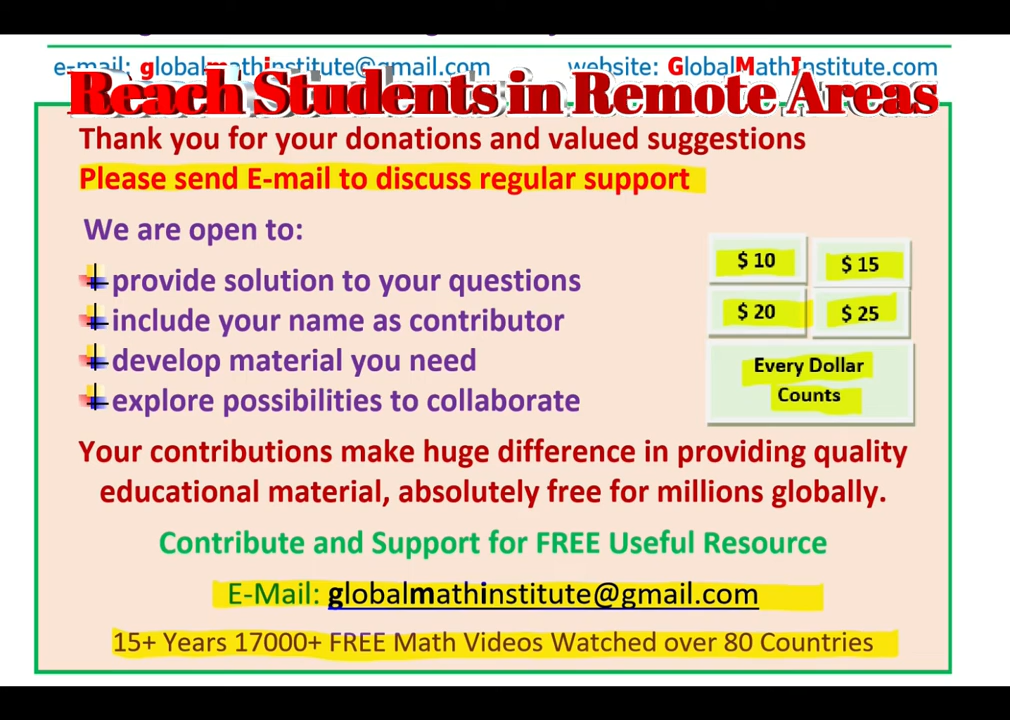 e-mail: globalmathinstitute@gmail.com website: GlobalMathInstitute.com
Reach Students in Remote Areas
Thank you for your donations and valued suggestions
Please send E-mail to discuss regular support
We are open to:
provide solution to your questions
include your name as contributor
develop material you need
explore possibilities to collaborate
$ 10 $ 15
$ 20 $ 25
Every Dollar
Counts
Your contributions make huge difference in providing quality
educational material, absolutely free for millions globally.
Contribute and Support for FREE Useful Resource
E-Mail: globalmathinstitute@gmail.com
15+ Years 17000+ FREE Math Videos Watched over 80 Countries